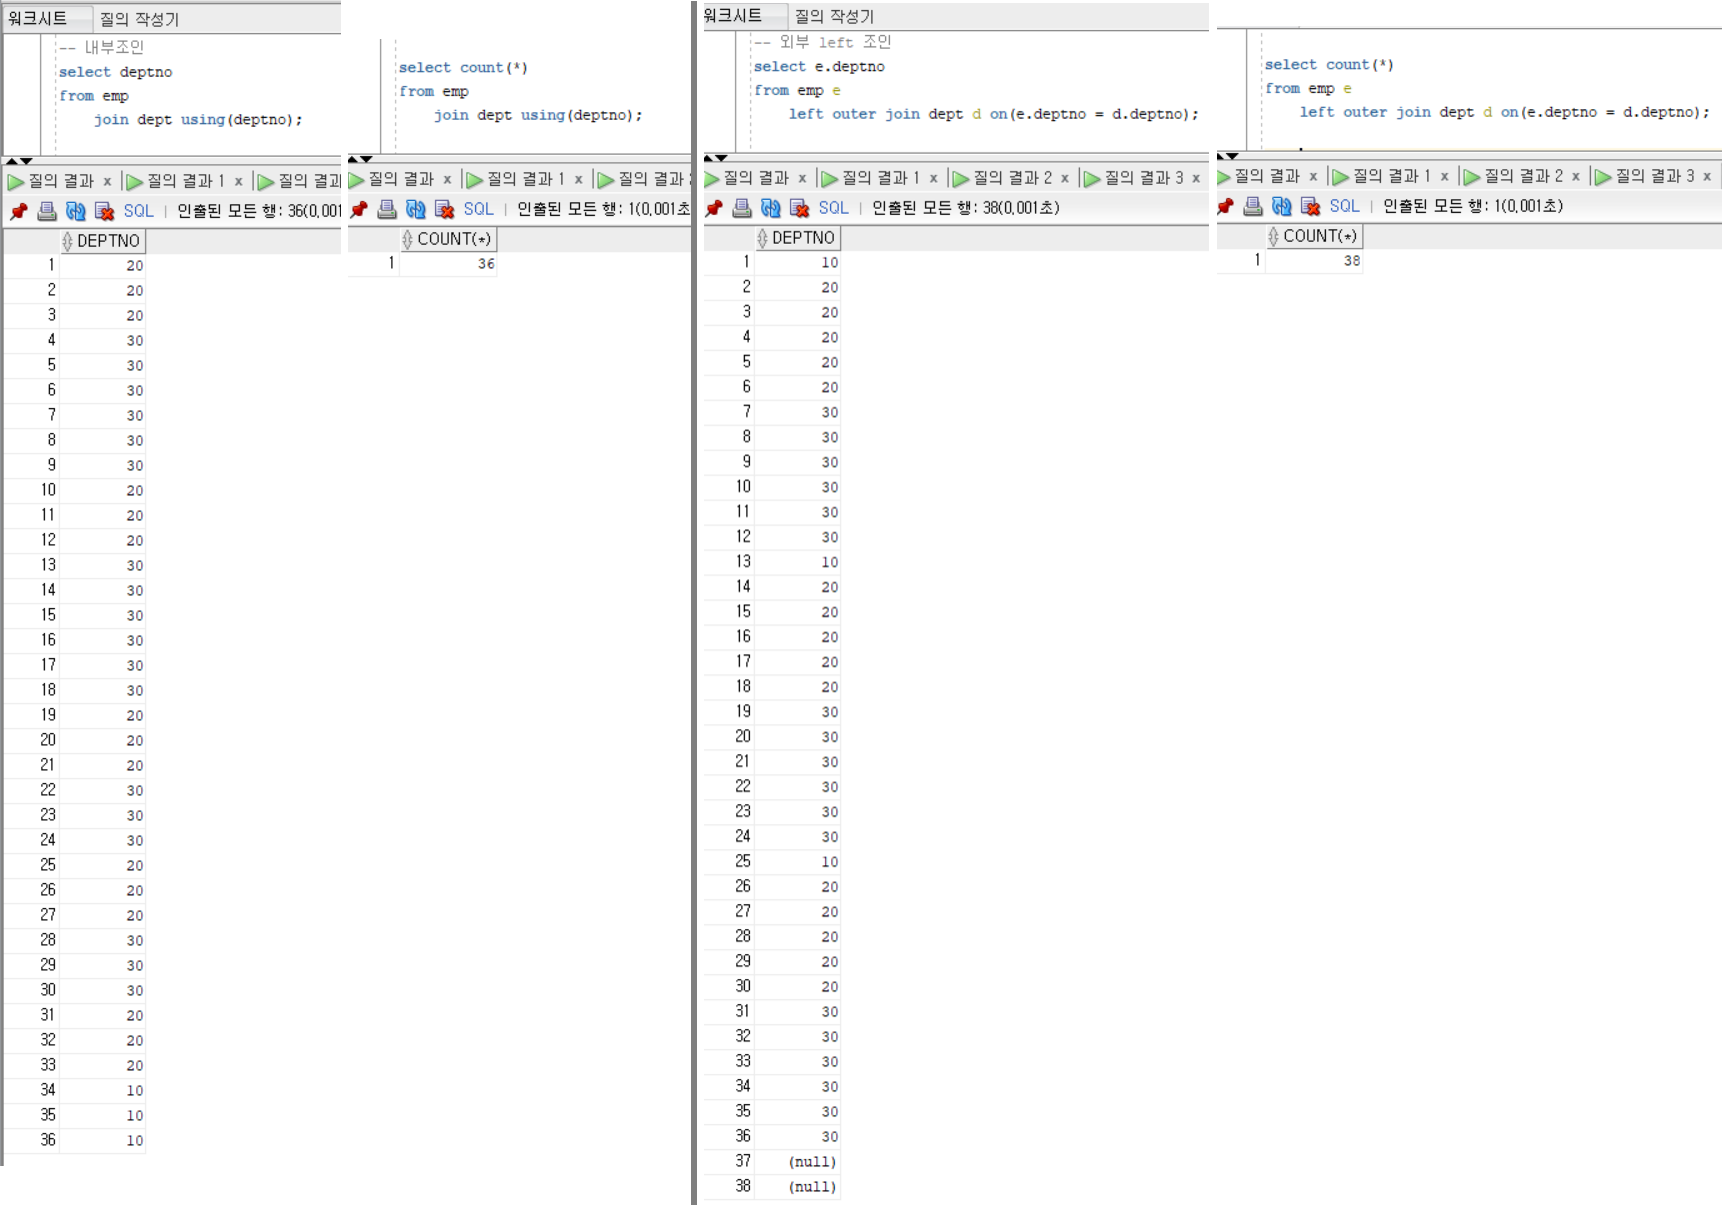 워크시트 질의 작성기
-- 내부조인
select deptno
from emp
join dept using(deptno);
질의 결과 x 질의 결과 1 x 질의 결과
SQL | 인출된 모든 행: 36(0,001
DEPTNO
1 20
2 20
3 20
4 30
5 30
6 30
7 30
8 30
9 30
10 20
11 20
12 20
13 30
14 30
15 30
16 30
17 30
18 30
19 20
20 20
21 20
22 30
23 30
24 30
25 20
26 20
27 20
28 30
29 30
30 30
31 20
32 20
33 20
34 10
35 10
36 10
select count(*)
from emp
join dept using(deptno);
질의 결과 x 질의 결과 1 x 질의 결과
SQL | 인출된 모든 행: 1(0,001초
COUNT(*)
1 36
워크시트 질의 작성기
-- 외부 left 조인
select e.deptno
from emp e
left outer join dept d on(e.deptno = d.deptno);
질의 결과 x 질의 결과 1 x 질의 결과 2 x 질의 결과 3 x
SQL | 인출된 모든 행: 38(0,001초)
DEPTNO
1 10
2 20
3 20
4 20
5 20
6 20
7 30
8 30
9 30
10 30
11 30
12 30
13 10
14 20
15 20
16 20
17 20
18 20
19 30
20 30
21 30
22 30
23 30
24 30
25 10
26 20
27 20
28 20
29 20
30 20
31 30
32 30
33 30
34 30
35 30
36 30
37 (null)
38 (null)
select count(*)
from emp e
left outer join dept d on(e.deptno = d.deptno);
질의 결과 x 질의 결과 1 x 질의 결과 2 x 질의 결과 3 x
SQL | 인출된 모든 행: 1(0,001초)
COUNT(*)
1 38